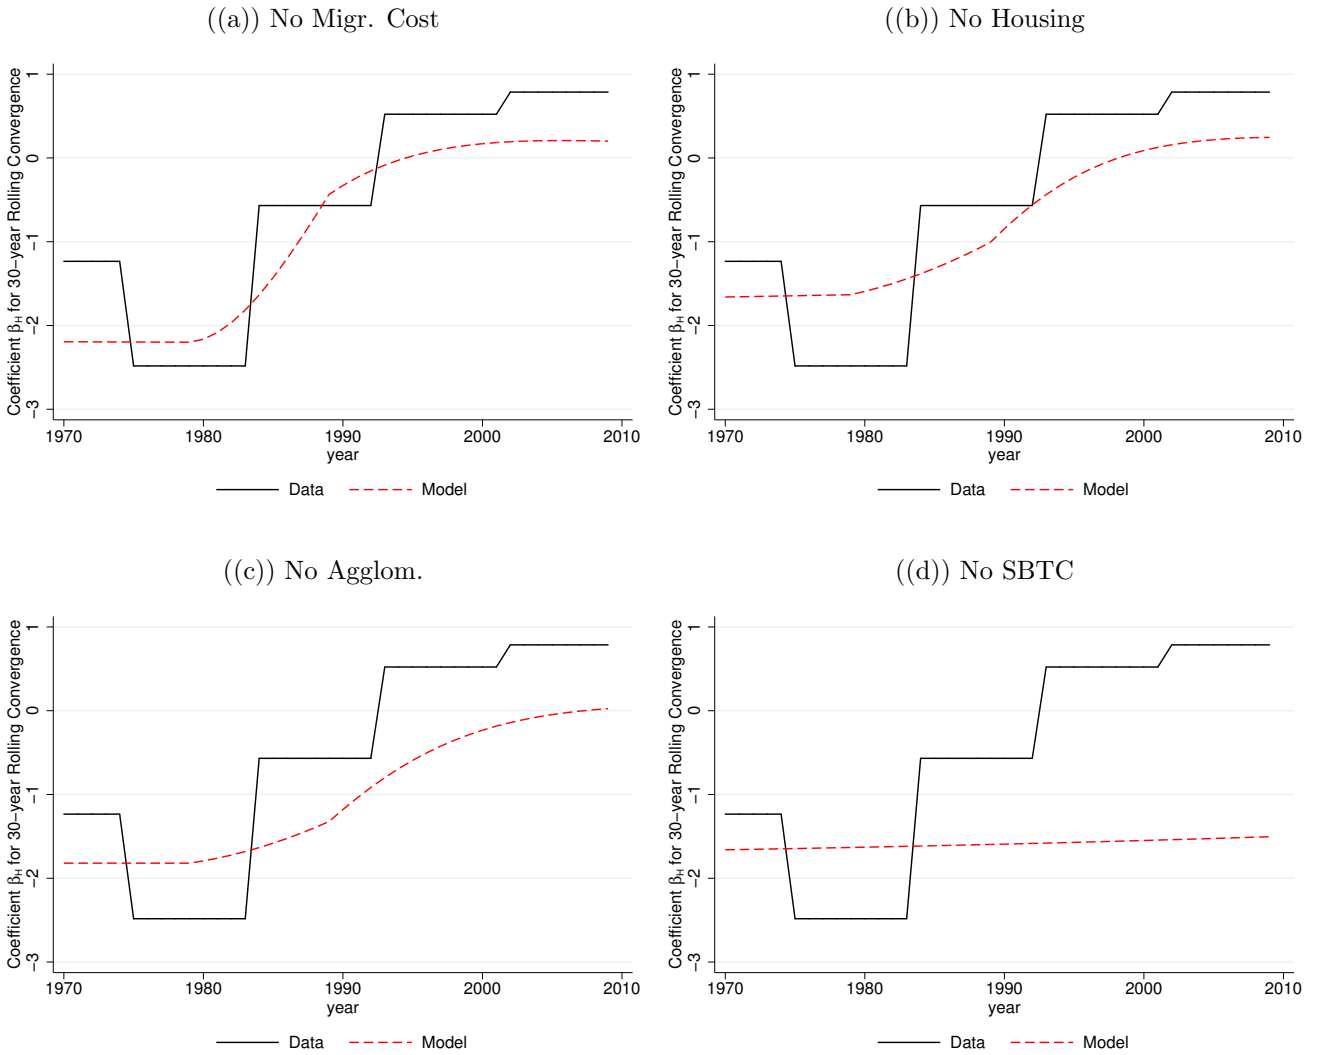 ((a)) No Migr. Cost
Coefficient β_H for 30−year Rolling Convergence
1
0
−1
−2
−3
1970 1980 1990 2000 2010
year
Data Model
((b)) No Housing
Coefficient β_H for 30−year Rolling Convergence
1
0
−1
−2
−3
1970 1980 1990 2000 2010
year
Data Model
((c)) No Agglom.
Coefficient β_H for 30−year Rolling Convergence
1
0
−1
−2
−3
1970 1980 1990 2000 2010
year
Data Model
((d)) No SBTC
Coefficient β_H for 30−year Rolling Convergence
1
0
−1
−2
−3
1970 1980 1990 2000 2010
year
Data Model